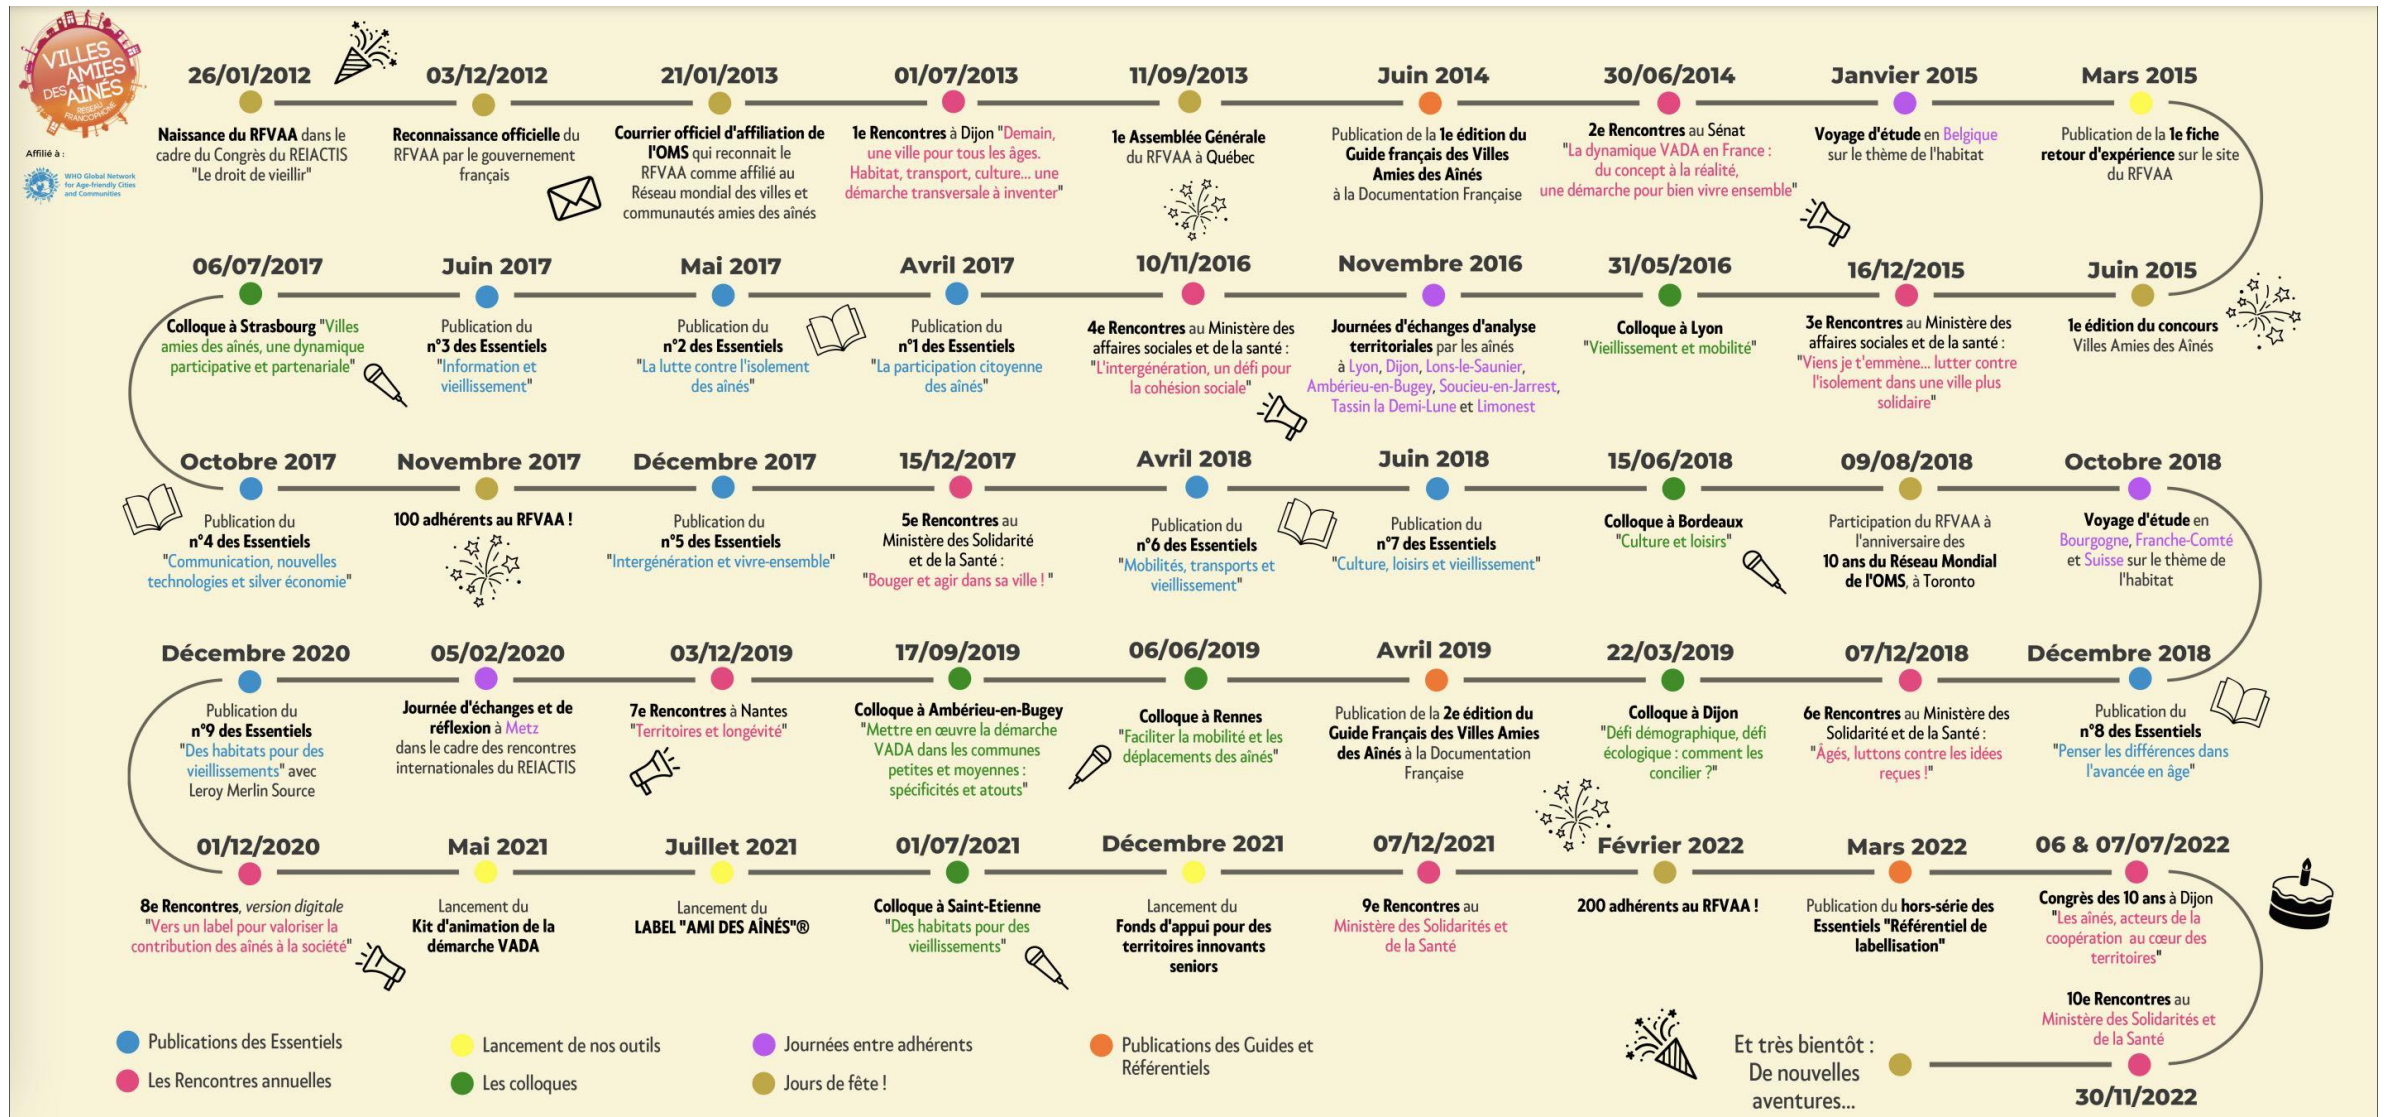 VILLES
AMIES
DES AÎNÉS
RÉSEAU
FRANCOPHONE
Affilié à :
WHO Global Network
for Age-friendly Cities
and Communities
26/01/2012
Naissance du RFVAA dans le
cadre du Congrès du REIACTIS
"Le droit de vieillir"
03/12/2012
Reconnaissance officielle du
RFVAA par le gouvernement
français
21/01/2013
Courrier officiel d'affiliation de
l'OMS qui reconnait le
RFVAA comme affilié au
Réseau mondial des villes et
communautés amies des aînés
01/07/2013
1e Rencontres à Dijon "Demain,
une ville pour tous les âges.
Habitat, transport, culture... une
démarche transversale à inventer"
11/09/2013
1e Assemblée Générale
du RFVAA à Québec
Juin 2014
Publication de la 1e édition du
Guide français des Villes
Amies des Aînés
à la Documentation Française
30/06/2014
2e Rencontres au Sénat
"La dynamique VADA en France :
du concept à la réalité,
une démarche pour bien vivre ensemble"
Janvier 2015
Voyage d'étude en Belgique
sur le thème de l'habitat
Mars 2015
Publication de la 1e fiche
retour d'expérience sur le site
du RFVAA
Juin 2015
1e édition du concours
Villes Amies des Aînés
16/12/2015
3e Rencontres au Ministère des
affaires sociales et de la santé :
"Viens je t'emmène... lutter contre
l'isolement dans une ville plus
solidaire"
31/05/2016
Colloque à Lyon
"Vieillissement et mobilité"
Novembre 2016
Journées d'échanges d'analyse
territoriales par les aînés
à Lyon, Dijon, Lons-le-Saunier,
Ambérieu-en-Bugey, Soucieu-en-Jarrest,
Tassin la Demi-Lune et Limonest
10/11/2016
4e Rencontres au Ministère des
affaires sociales et de la santé :
"L'intergénération, un défi pour
la cohésion sociale"
Avril 2017
Publication du
n°1 des Essentiels
"La participation citoyenne
des aînés"
Mai 2017
Publication du
n°2 des Essentiels
"La lutte contre l'isolement
des aînés"
Juin 2017
Publication du
n°3 des Essentiels
"Information et
vieillissement"
06/07/2017
Colloque à Strasbourg "Villes
amies des aînés, une dynamique
participative et partenariale"
Octobre 2017
Publication du
n°4 des Essentiels
"Communication, nouvelles
technologies et silver économie"
Novembre 2017
100 adhérents au RFVAA !
Décembre 2017
Publication du
n°5 des Essentiels
"Intergénération et vivre-ensemble"
15/12/2017
5e Rencontres au
Ministère des Solidarité
et de la Santé :
"Bouger et agir dans sa ville ! "
Avril 2018
Publication du
n°6 des Essentiels
"Mobilités, transports et
vieillissement"
Juin 2018
Publication du
n°7 des Essentiels
"Culture, loisirs et vieillissement"
15/06/2018
Colloque à Bordeaux
"Culture et loisirs"
09/08/2018
Participation du RFVAA à
l'anniversaire des
10 ans du Réseau Mondial
de l'OMS, à Toronto
Octobre 2018
Voyage d'étude en
Bourgogne, Franche-Comté
et Suisse sur le thème de
l'habitat
Décembre 2018
Publication du
n°8 des Essentiels
"Penser les différences dans
l'avancée en âge"
07/12/2018
6e Rencontres au Ministère des
Solidarité et de la Santé :
"Âgés, luttons contre les idées
reçues !"
22/03/2019
Colloque à Dijon
"Défi démographique, défi
écologique : comment les
concilier ?"
Avril 2019
Publication de la 2e édition du
Guide Français des Villes Amies
des Aînés à la Documentation
Française
06/06/2019
Colloque à Rennes
"Faciliter la mobilité et les
déplacements des aînés"
17/09/2019
Colloque à Ambérieu-en-Bugey
"Mettre en œuvre la démarche
VADA dans les communes
petites et moyennes :
spécificités et atouts"
03/12/2019
7e Rencontres à Nantes
"Territoires et longévité"
05/02/2020
Journée d'échanges et de
réflexion à Metz
dans le cadre des rencontres
internationales du REIACTIS
Décembre 2020
Publication du
n°9 des Essentiels
"Des habitats pour des
vieillissements" avec
Leroy Merlin Source
01/12/2020
8e Rencontres, version digitale
"Vers un label pour valoriser la
contribution des aînés à la société"
Mai 2021
Lancement du
Kit d'animation de la
démarche VADA
Juillet 2021
Lancement du
LABEL "AMI DES AÎNÉS"®
01/07/2021
Colloque à Saint-Etienne
"Des habitats pour des
vieillissements"
Décembre 2021
Lancement du
Fonds d'appui pour des
territoires innovants
seniors
07/12/2021
9e Rencontres au
Ministère des Solidarités et
de la Santé
Février 2022
200 adhérents au RFVAA !
Mars 2022
Publication du hors-série des
Essentiels "Référentiel de
labellisation"
06 & 07/07/2022
Congrès des 10 ans à Dijon
"Les aînés, acteurs de la
coopération au cœur des
territoires"
10e Rencontres au
Ministère des Solidarités et
de la Santé
30/11/2022
Et très bientôt :
De nouvelles
aventures...
Publications des Essentiels
Les Rencontres annuelles
Lancement de nos outils
Les colloques
Journées entre adhérents
Jours de fête !
Publications des Guides et
Référentiels